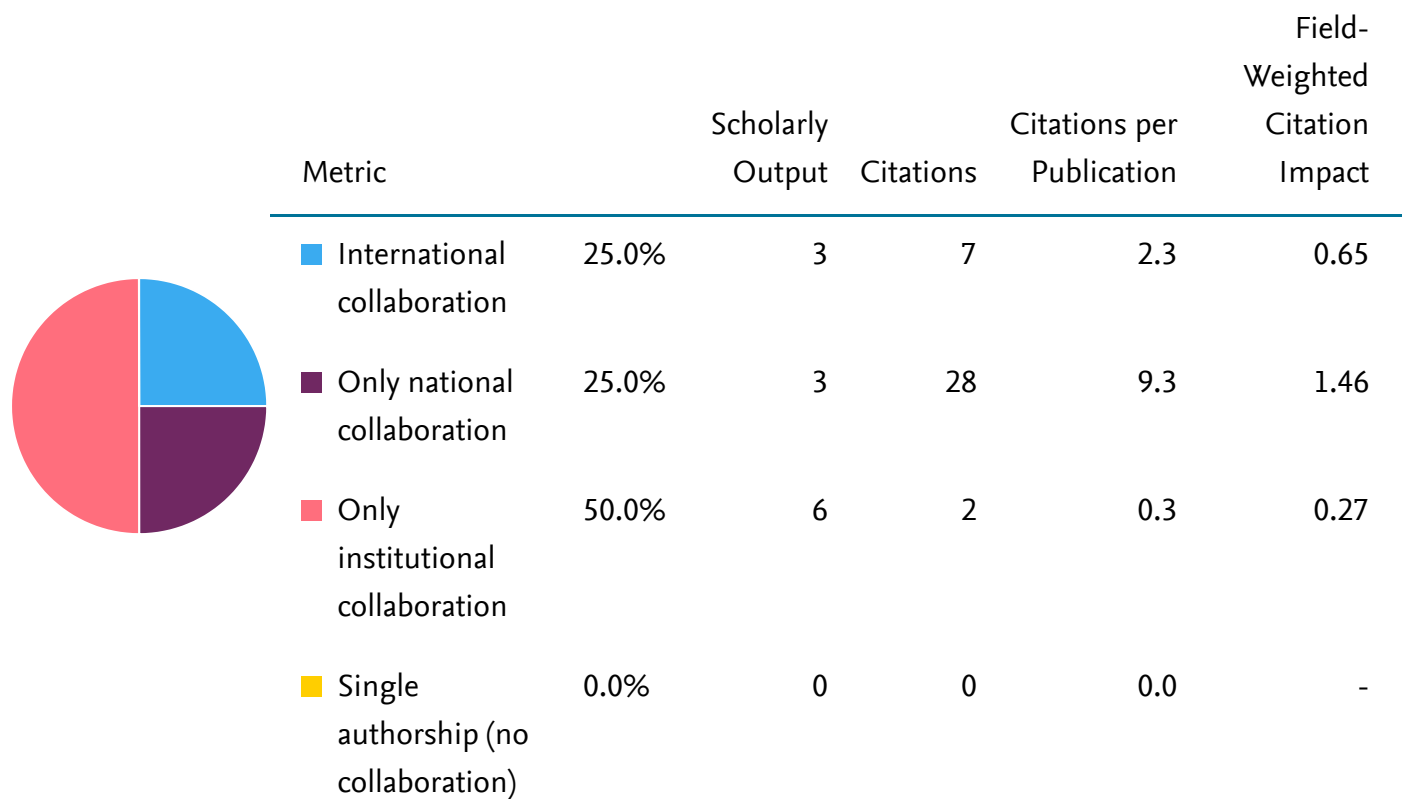 Field-
Weighted
Scholarly Citations per Citation
Metric Output Citations Publication Impact
International 25.0% 3 7 2.3 0.65
collaboration
Only national 25.0% 3 28 9.3 1.46
collaboration
Only 50.0% 6 2 0.3 0.27
institutional
collaboration
Single 0.0% 0 0 0.0 -
authorship (no
collaboration)